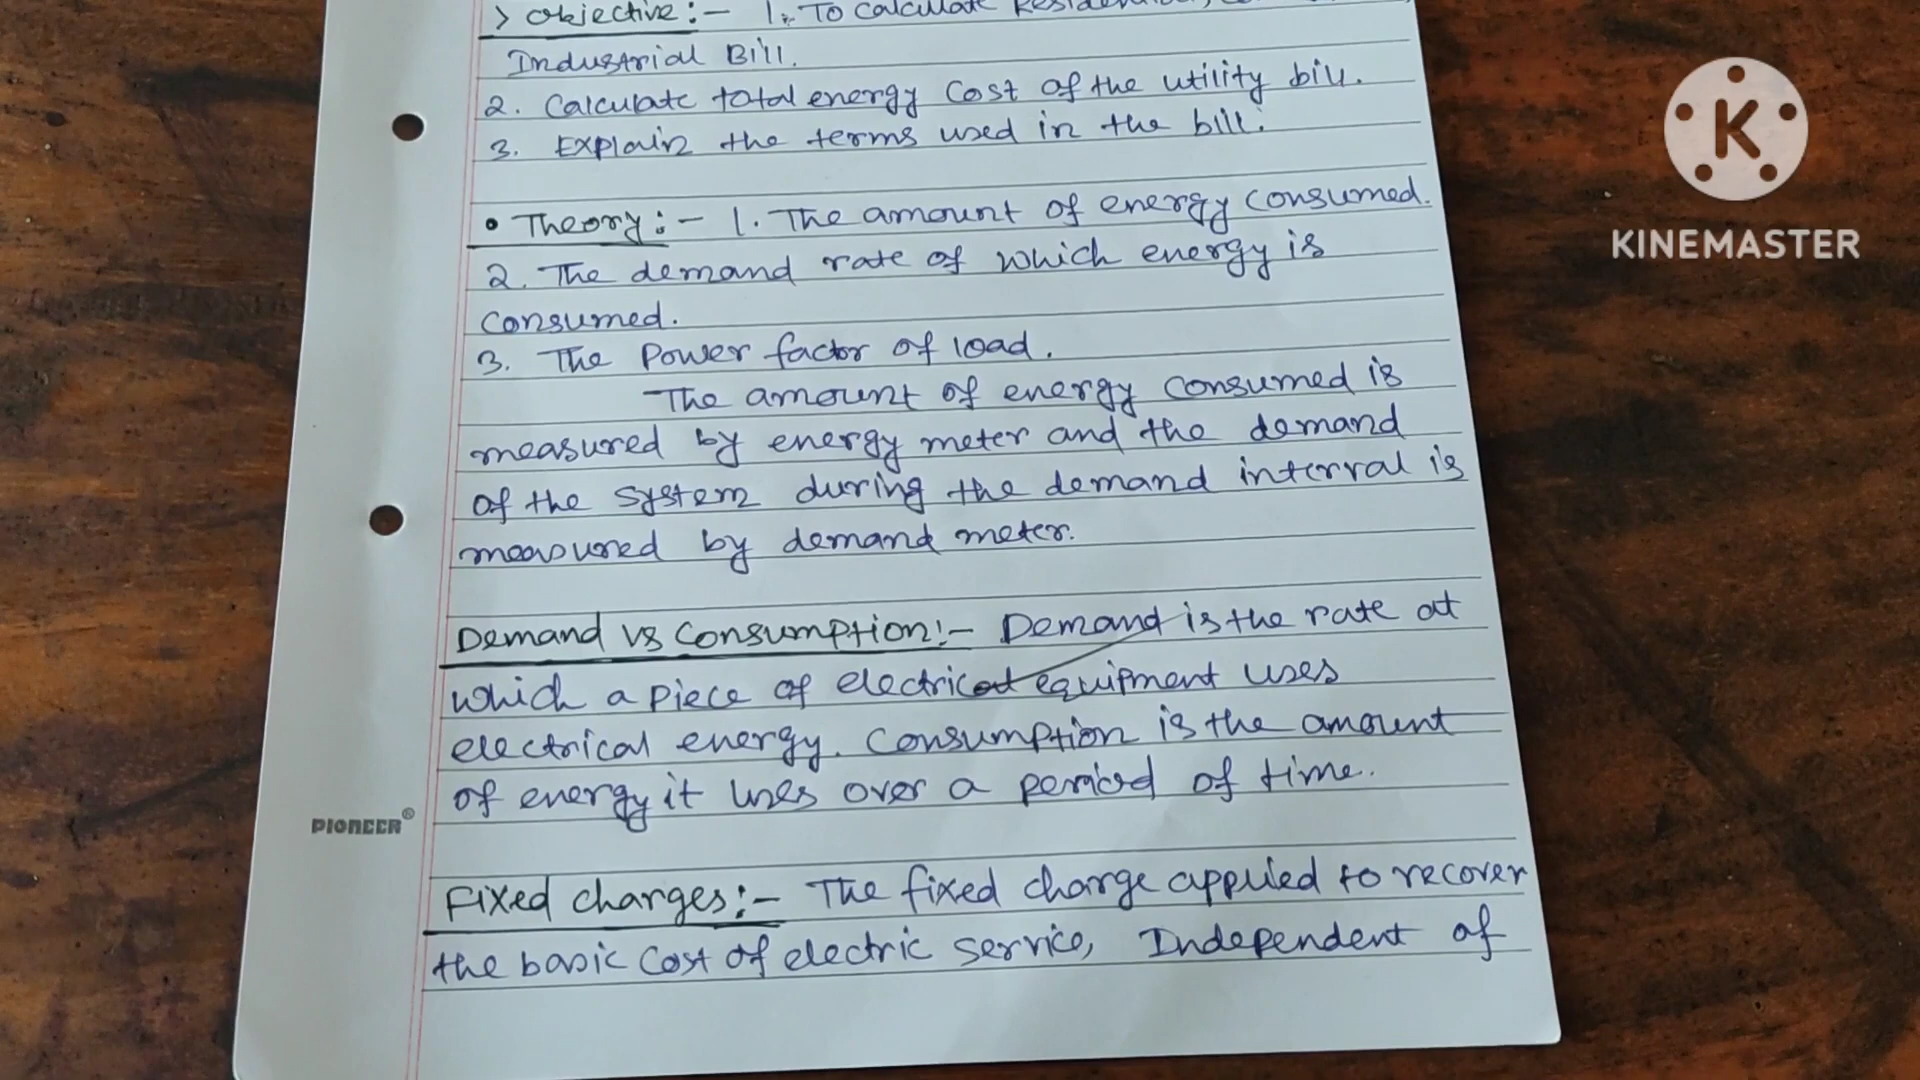 > Objective:- 1. To Calculate
Industrial Bill.
2. Calculate total energy Cost of the utility bill.
3. Explain the terms used in the bill.
• Theory:- 1. The amount of energy consumed.
2. The demand rate of which energy is
consumed.
3. The Power factor of load.
The amount of energy consumed is
measured by energy meter and the demand
of the system during the demand interval is
measured by demand meter.
Demand vs Consumption:- Demand is the rate at
which a piece of electrical equipment uses
electrical energy. Consumption is the amount
of energy it uses over a period of time.
Fixed charges:- The fixed charge applied to recover
the basic cost of electric service, Independent of
PIONEER®
K
KINEMASTER